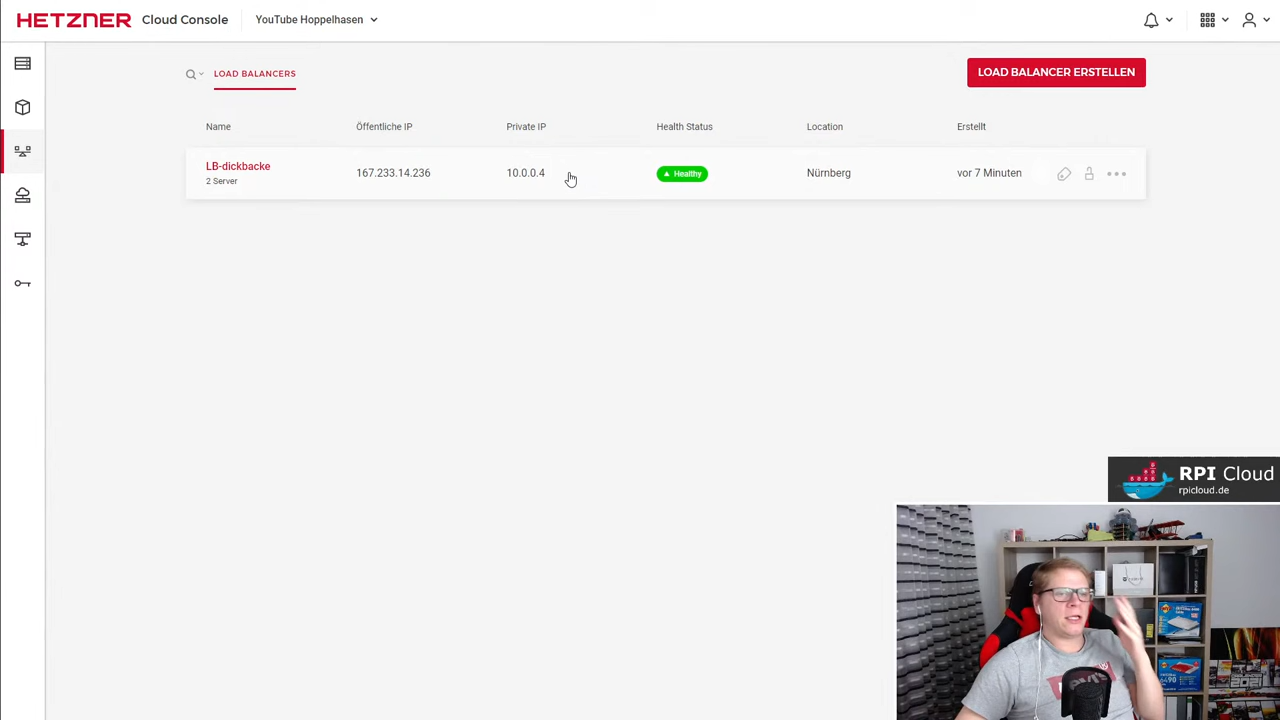 HETZNER Cloud Console YouTube Hoppelhasen
LOAD BALANCERS
LOAD BALANCER ERSTELLEN
Name Öffentliche IP Private IP Health Status Location Erstellt
LB-dickbacke
2 Server
167.233.14.236 10.0.0.4 Healthy Nürnberg vor 7 Minuten
RPI Cloud
rpicloud.de